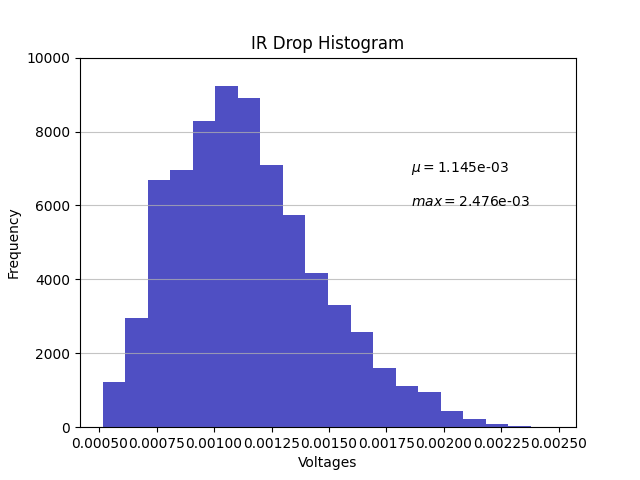 IR Drop Histogram
10000
8000
6000
4000
2000
0
Frequency
μ = 1.145e-03
max = 2.476e-03
0.00050 0.00075 0.00100 0.00125 0.00150 0.00175 0.00200 0.00225 0.00250
Voltages